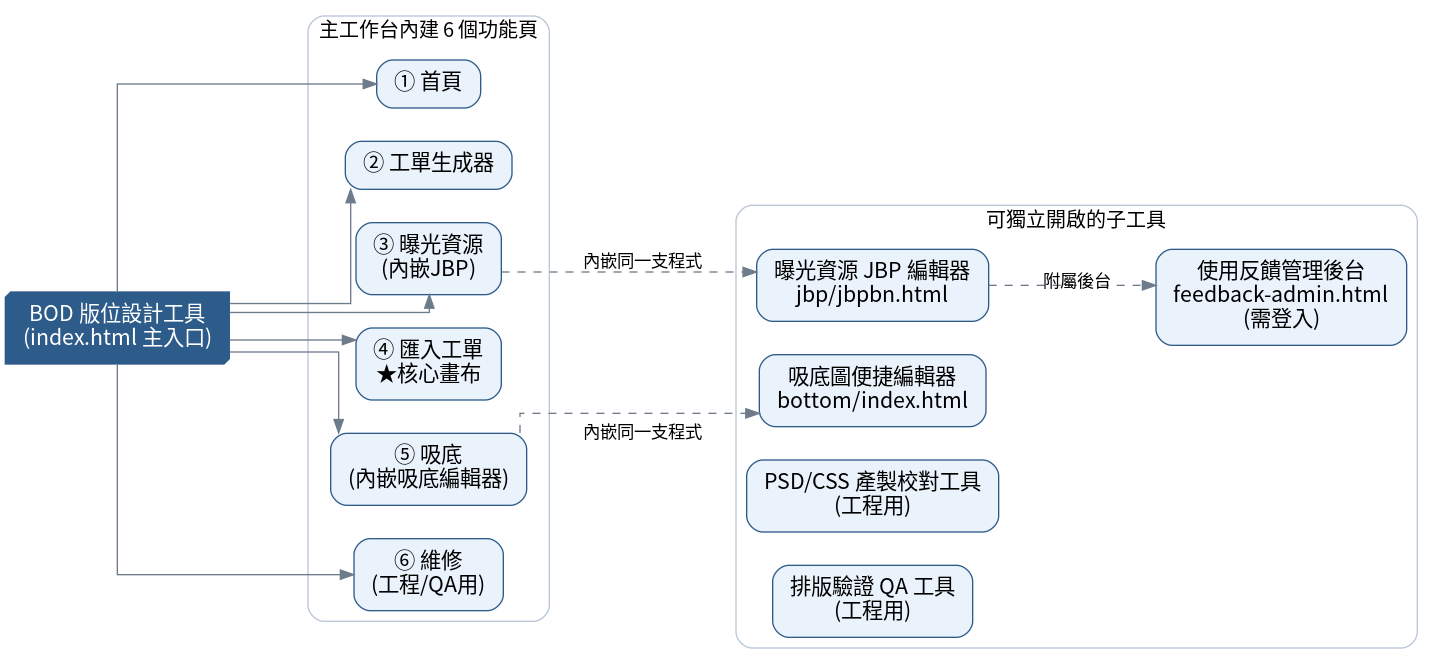 主工作台內建 6 個功能頁
① 首頁
② 工單生成器
③ 曝光資源
(內嵌JBP)
BOD 版位設計工具
(index.html 主入口)
④ 匯入工單
★核心畫布
⑤ 吸底
(內嵌吸底編輯器)
⑥ 維修
(工程/QA用)
內嵌同一支程式
內嵌同一支程式
可獨立開啟的子工具
曝光資源 JBP 編輯器
jbp/jbpbn.html
附屬後台
使用反饋管理後台
feedback-admin.html
(需登入)
吸底圖便捷編輯器
bottom/index.html
PSD/CSS 產製校對工具
(工程用)
排版驗證 QA 工具
(工程用)